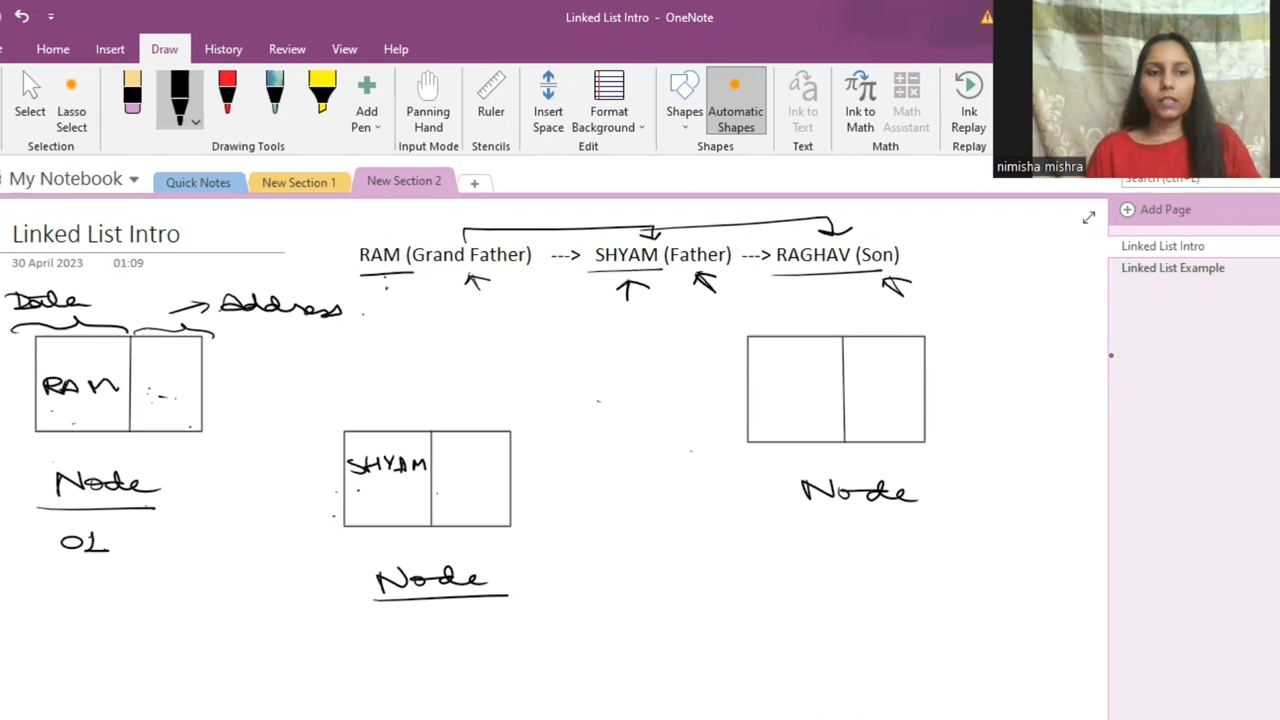 Linked List Intro - OneNote
Home Insert Draw History Review View Help
Select Lasso Select Add Pen Panning Hand Ruler Insert Space Format Background Shapes Automatic Shapes Ink to Text Ink to Math Math Assistant Ink Replay
Selection Drawing Tools Input Mode Stencils Edit Shapes Text Math Replay
nimisha mishra
My Notebook Quick Notes New Section 1 New Section 2
Search (Ctrl+E)
Add Page
Linked List Intro
Linked List Example
Linked List Intro
30 April 2023 01:09
RAM (Grand Father) ---> SHYAM (Father) ---> RAGHAV (Son)
Data Address
RAM
SHYAM
Node
Node
01
Node